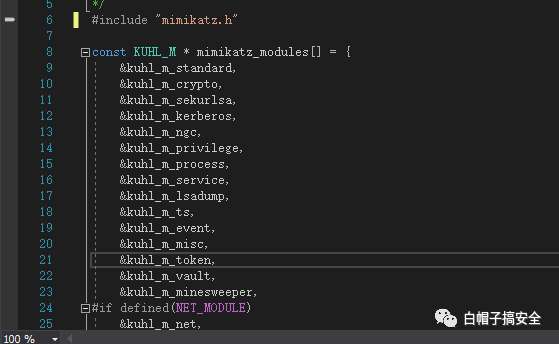 5 */
6 #include "mimikatz.h"
7
8 const KUHL_M * mimikatz_modules[] = {
9 &kuhl_m_standard,
10 &kuhl_m_crypto,
11 &kuhl_m_sekurlsa,
12 &kuhl_m_kerberos,
13 &kuhl_m_ngc,
14 &kuhl_m_privilege,
15 &kuhl_m_process,
16 &kuhl_m_service,
17 &kuhl_m_lsadump,
18 &kuhl_m_ts,
19 &kuhl_m_event,
20 &kuhl_m_misc,
21 &kuhl_m_token,
22 &kuhl_m_vault,
23 &kuhl_m_minesweeper,
24 #if defined(NET_MODULE)
25 &kuhl_m_net,
白帽子搞安全
100 %